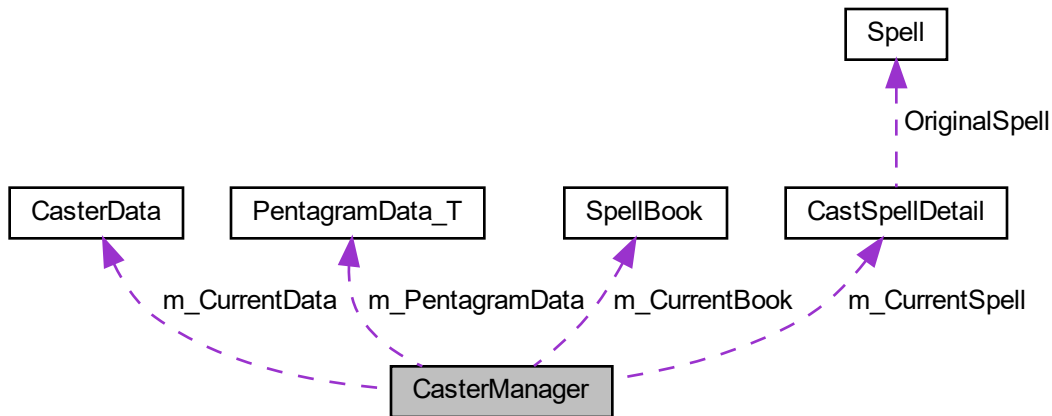 Spell
OriginalSpell
CasterData
PentagramData_T
SpellBook
CastSpellDetail
m_CurrentData
m_PentagramData
m_CurrentBook
m_CurrentSpell
CasterManager